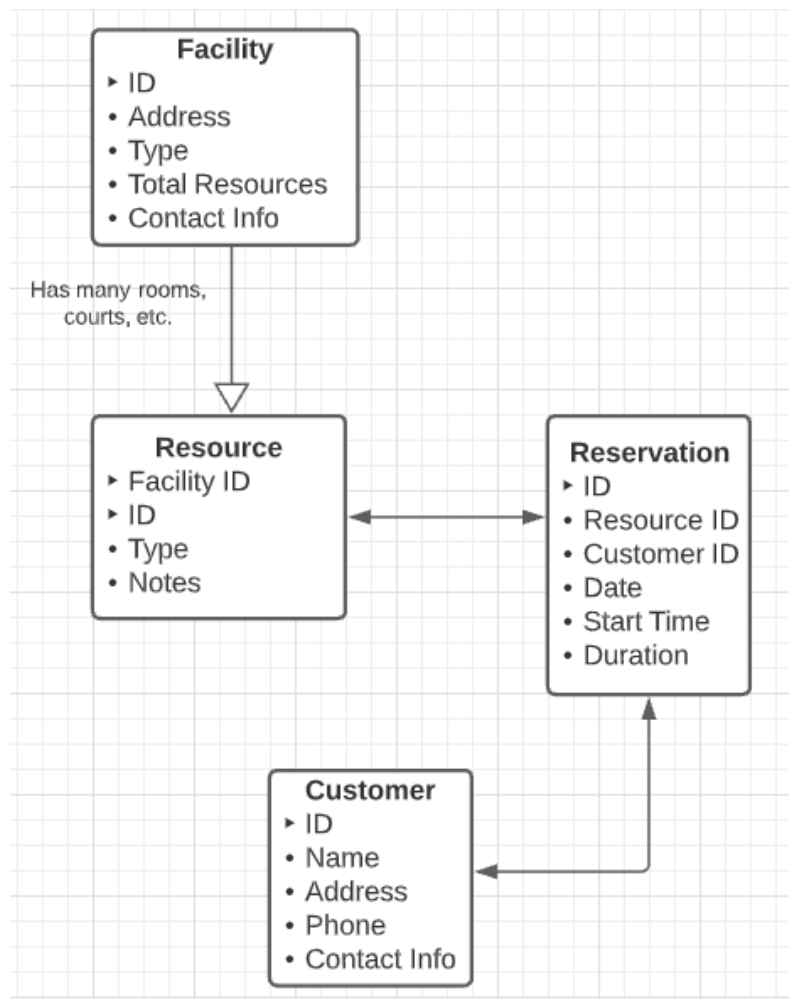 Facility
‣ ID
• Address
• Type
• Total Resources
• Contact Info
Has many rooms,
courts, etc.
Resource
‣ Facility ID
‣ ID
• Type
• Notes
Reservation
‣ ID
• Resource ID
• Customer ID
• Date
• Start Time
• Duration
Customer
‣ ID
• Name
• Address
• Phone
• Contact Info